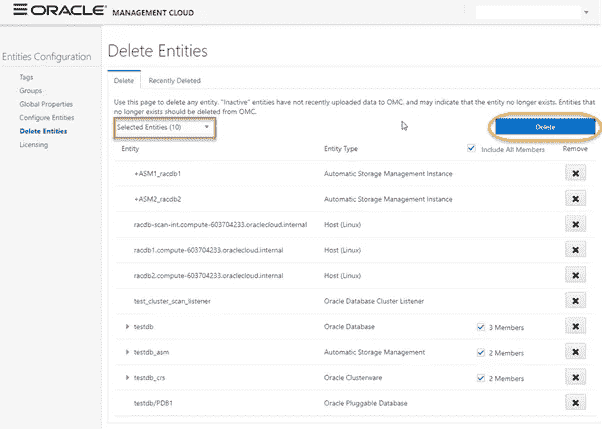 ORACLE MANAGEMENT CLOUD
Entities Configuration
Tags
Groups
Global Properties
Configure Entities
Delete Entities
Licensing
Delete Entities
Delete Recently Deleted
Use this page to delete any entity. "Inactive" entities have not recently uploaded data to OMC, and may indicate that the entity no longer exists. Entities that
no longer exists should be deleted from OMC.
Selected Entities (10)
Delete
Entity Entity Type Include All Members Remove
+ASM1_racdb1 Automatic Storage Management Instance
+ASM2_racdb2 Automatic Storage Management Instance
racdb-scan-int.compute-603704233.oraclecloud.internal Host (Linux)
racdb1.compute-603704233.oraclecloud.internal Host (Linux)
racdb2.compute-603704233.oraclecloud.internal Host (Linux)
test_cluster_scan_listener Oracle Database Cluster Listener
testdb Oracle Database 3 Members
testdb_asm Automatic Storage Management 2 Members
testdb_crs Oracle Clusterware 2 Members
testdb/PDB1 Oracle Pluggable Database